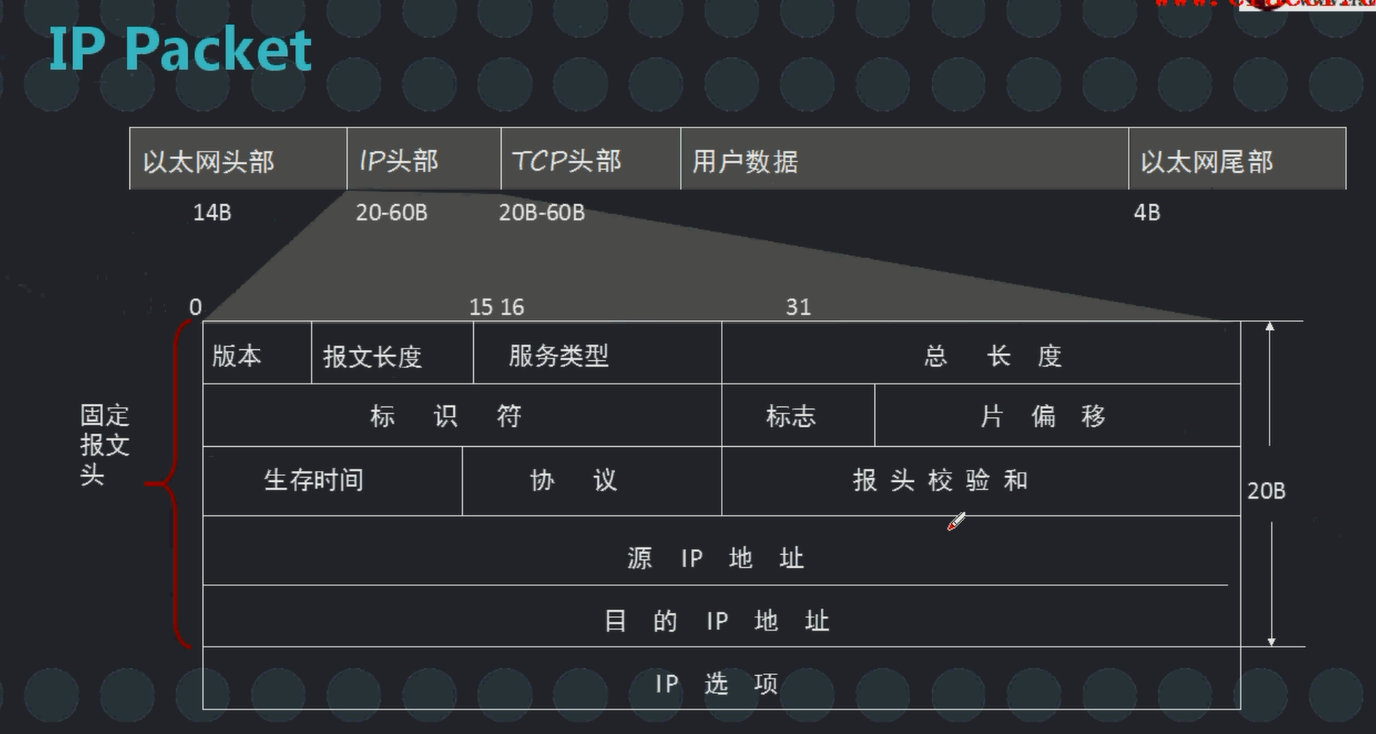 IP Packet
以太网头部 IP头部 TCP头部 用户数据 以太网尾部
14B 20-60B 20B-60B 4B
0 15 16 31
版本 报文长度 服务类型 总 长 度
标 识 符 标志 片 偏 移
固定
报文
头
生存时间 协 议 报 头 校 验 和
20B
源 IP 地 址
目 的 IP 地 址
IP 选 项